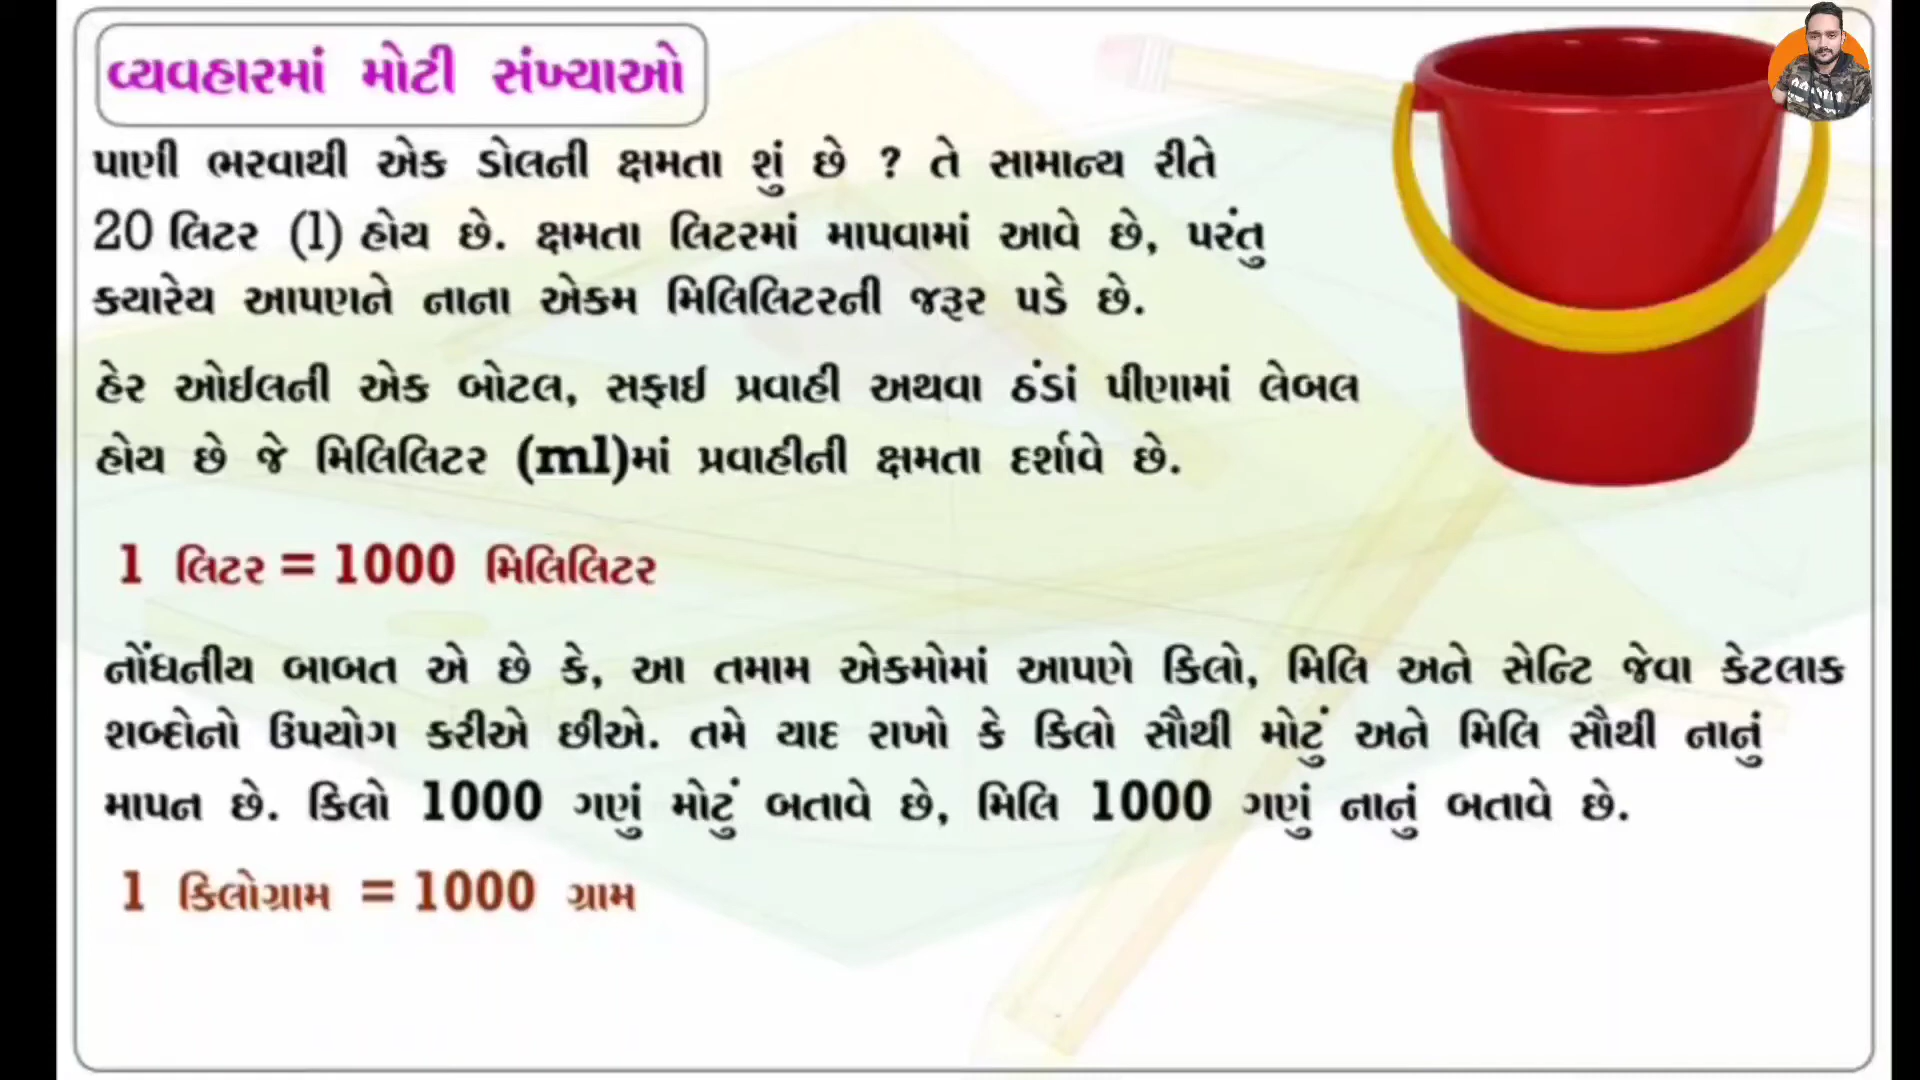 વ્યવહારમાં મોટી સંખ્યાઓ
પાણી ભરવાથી એક ડોલની ક્ષમતા શું છે ? તે સામાન્ય રીતે
20 લિટર (l) હોય છે. ક્ષમતા લિટરમાં માપવામાં આવે છે, પરંતુ
ક્યારેય આપણને નાના એકમ મિલિલિટરની જરૂર પડે છે.
હેર ઓઈલની એક બોટલ, સફાઈ પ્રવાહી અથવા ઠંડાં પીણામાં લેબલ
હોય છે જે મિલિલિટર (ml)માં પ્રવાહીની ક્ષમતા દર્શાવે છે.
1 લિટર = 1000 મિલિલિટર
નોંધનીય બાબત એ છે કે, આ તમામ એકમોમાં આપણે કિલો, મિલિ અને સેન્ટિ જેવા કેટલાક
શબ્દોનો ઉપયોગ કરીએ છીએ. તમે યાદ રાખો કે કિલો સૌથી મોટું અને મિલિ સૌથી નાનું
માપન છે. કિલો 1000 ગણું મોટું બતાવે છે, મિલિ 1000 ગણું નાનું બતાવે છે.
1 કિલોગ્રામ = 1000 ગ્રામ